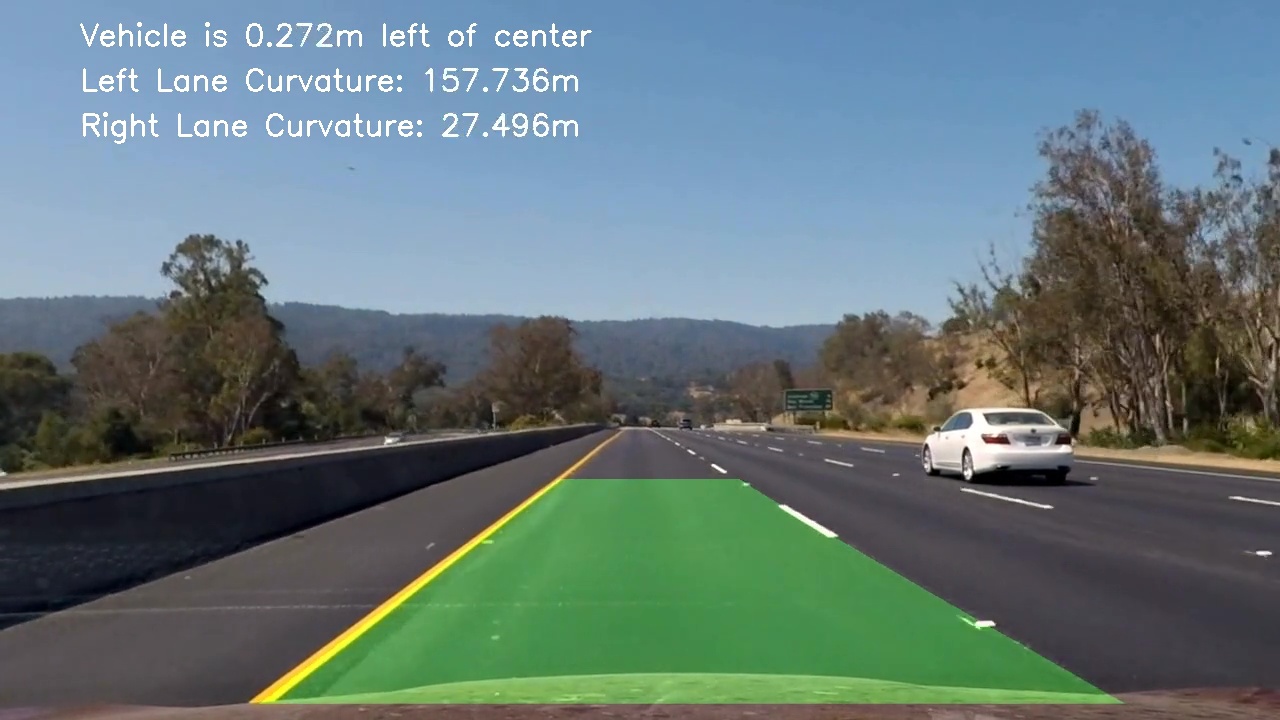 Vehicle is 0.272m left of center
Left Lane Curvature: 157.736m
Right Lane Curvature: 27.496m